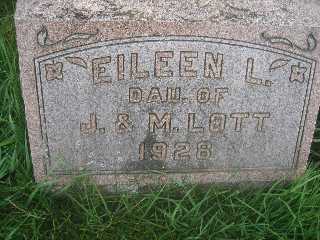 EILEEN L.
DAU. OF
J. & M. LOTT
1928